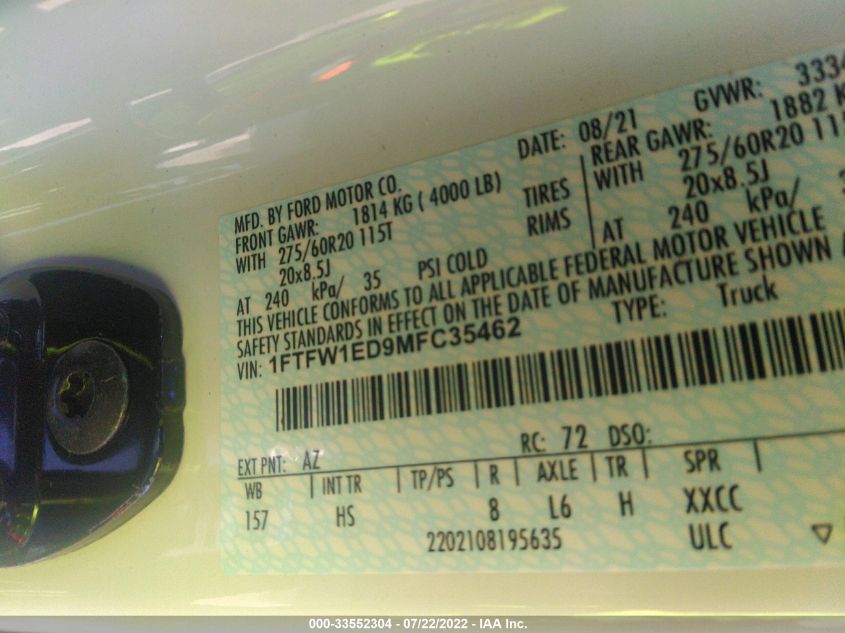 MFD. BY FORD MOTOR CO. DATE: 08/21 GVWR:
FRONT GAWR: 1814 KG ( 4000 LB) REAR GAWR: 1882
WITH 275/60R20 115T TIRES WITH 275/60R20
20x8.5J RIMS 20x8.5J
AT 240 kPa/ 35 PSI COLD AT 240 kPa/
THIS VEHICLE CONFORMS TO ALL APPLICABLE FEDERAL MOTOR VEHICLE
SAFETY STANDARDS IN EFFECT ON THE DATE OF MANUFACTURE SHOWN
VIN: 1FTFW1ED9MFC35462 TYPE: Truck
RC: 72 DSO:
EXT PNT: AZ
WB INT TR TP/PS R AXLE TR SPR
157 HS 8 L6 H XXCC
2202108195635 ULC
000-33552304 - 07/22/2022 - IAA Inc.